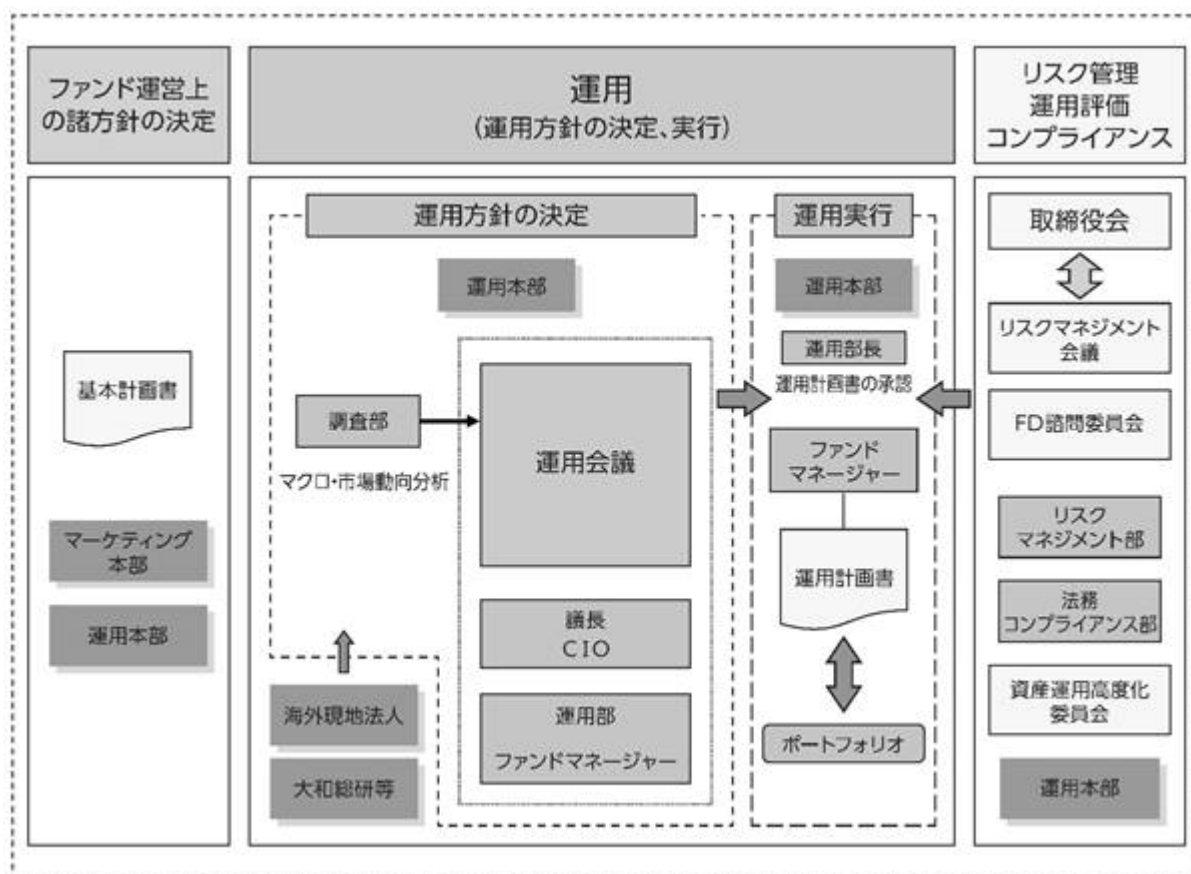 ファンド運営上
の諸方針の決定
運用
(運用方針の決定、実行)
リスク管理
運用評価
コンプライアンス
基本計画書
マーケティング
本部
運用本部
運用方針の決定
運用本部
調査部
マクロ・市場動向分析
運用会議
議長
CIO
運用部
ファンドマネージャー
海外現地法人
大和総研等
運用実行
運用本部
運用部長
運用計画書の承認
ファンド
マネージャー
運用計画書
ポートフォリオ
取締役会
リスクマネジメント
会議
FD諮問委員会
リスク
マネジメント部
法務
コンプライアンス部
資産運用高度化
委員会
運用本部